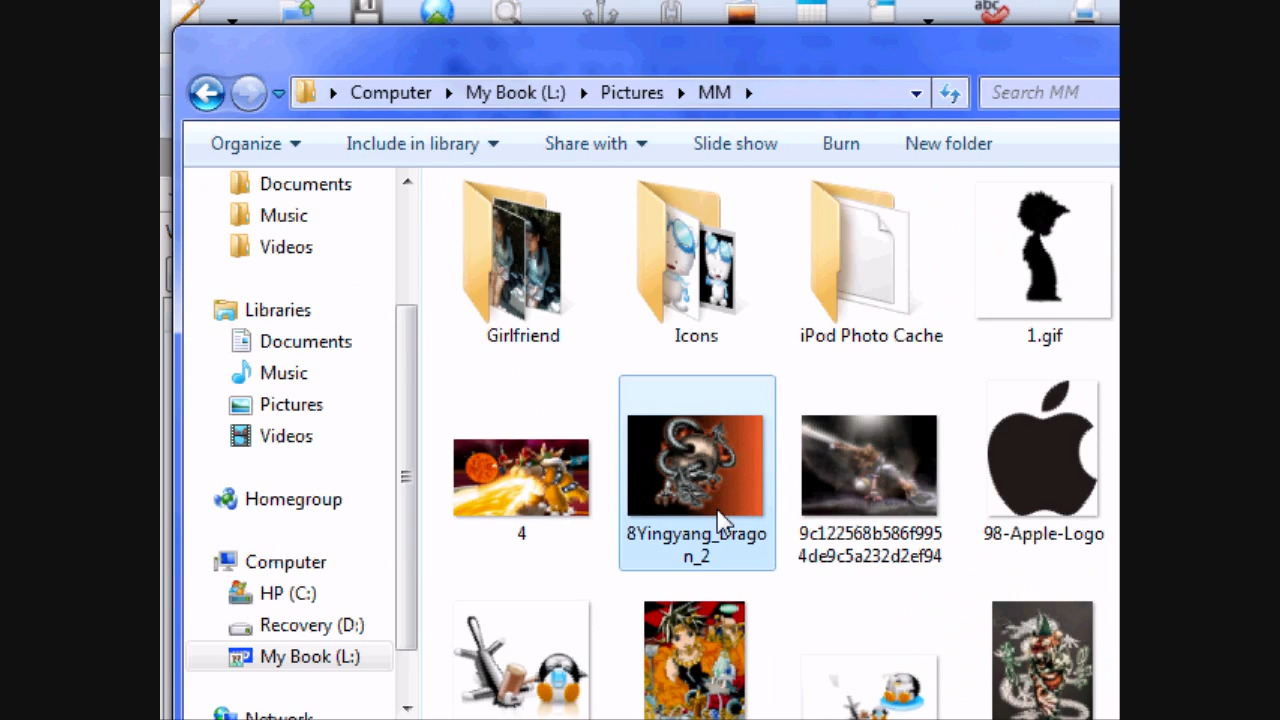 abc
Computer My Book (L:) Pictures MM
Search MM
Organize Include in library Share with Slide show Burn New folder
Documents
Music
Videos
Libraries
Documents
Music
Pictures
Videos
Homegroup
Computer
HP (C:)
Recovery (D:)
My Book (L:)
Network
Girlfriend Icons iPod Photo Cache 1.gif
4 8Yingyang_Drago 9c122568b586f995 98-Apple-Logo
n_2 4de9c5a232d2ef94